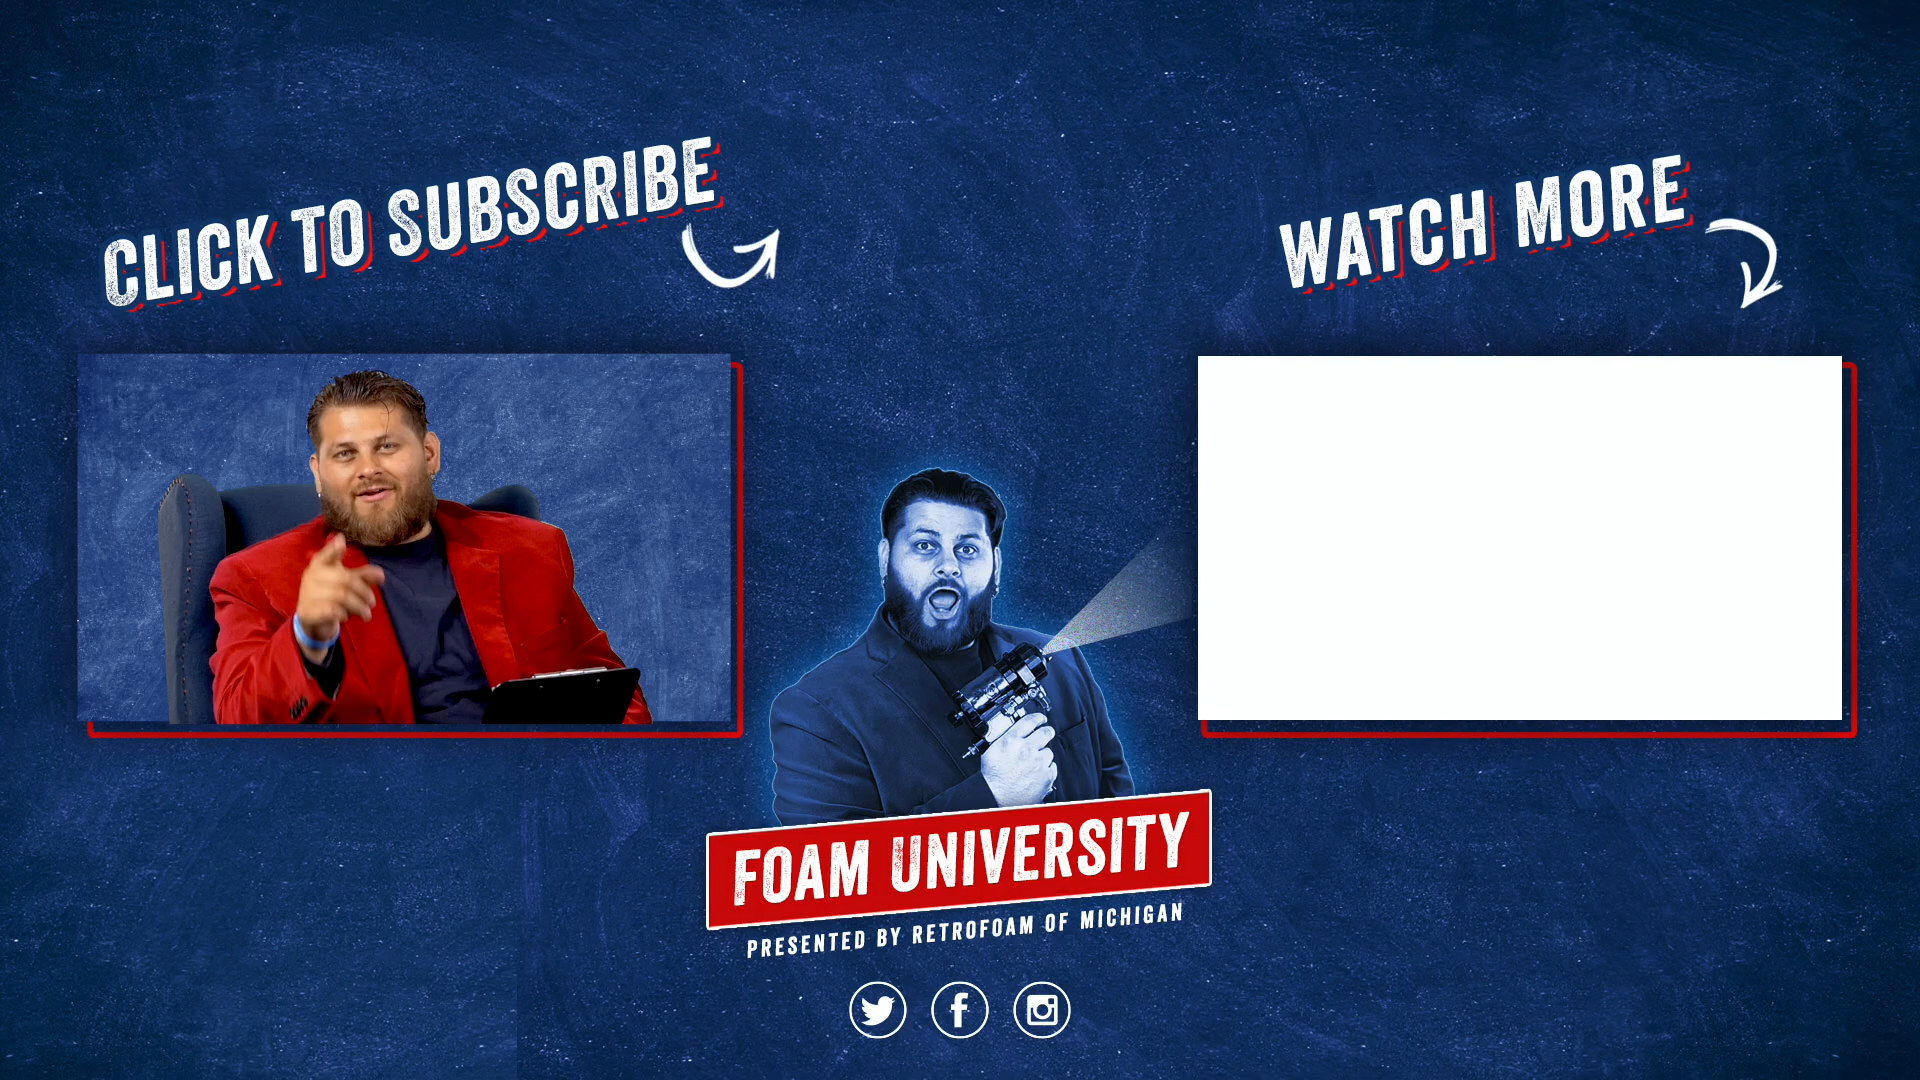 CLICK TO SUBSCRIBE
WATCH MORE
FOAM UNIVERSITY
PRESENTED BY RETROFOAM OF MICHIGAN